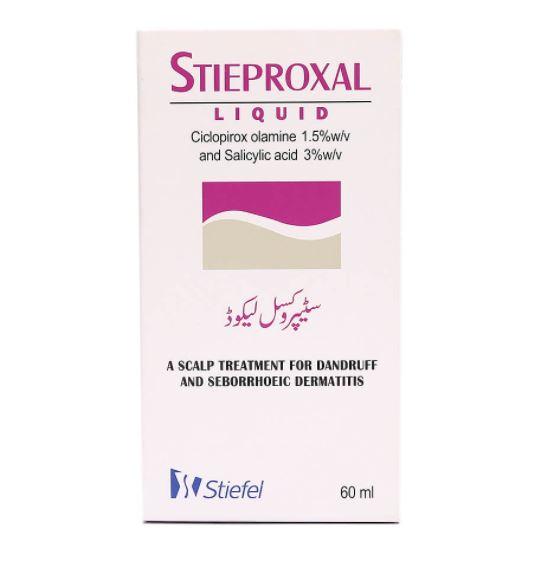 STIEPROXAL
LIQUID
Ciclopirox olamine 1.5%w/v
and Salicylic acid 3%w/v
سٹیپروکسل لیکوڈ
A SCALP TREATMENT FOR DANDRUFF
AND SEBORRHOEIC DERMATITIS
Stiefel
60 ml